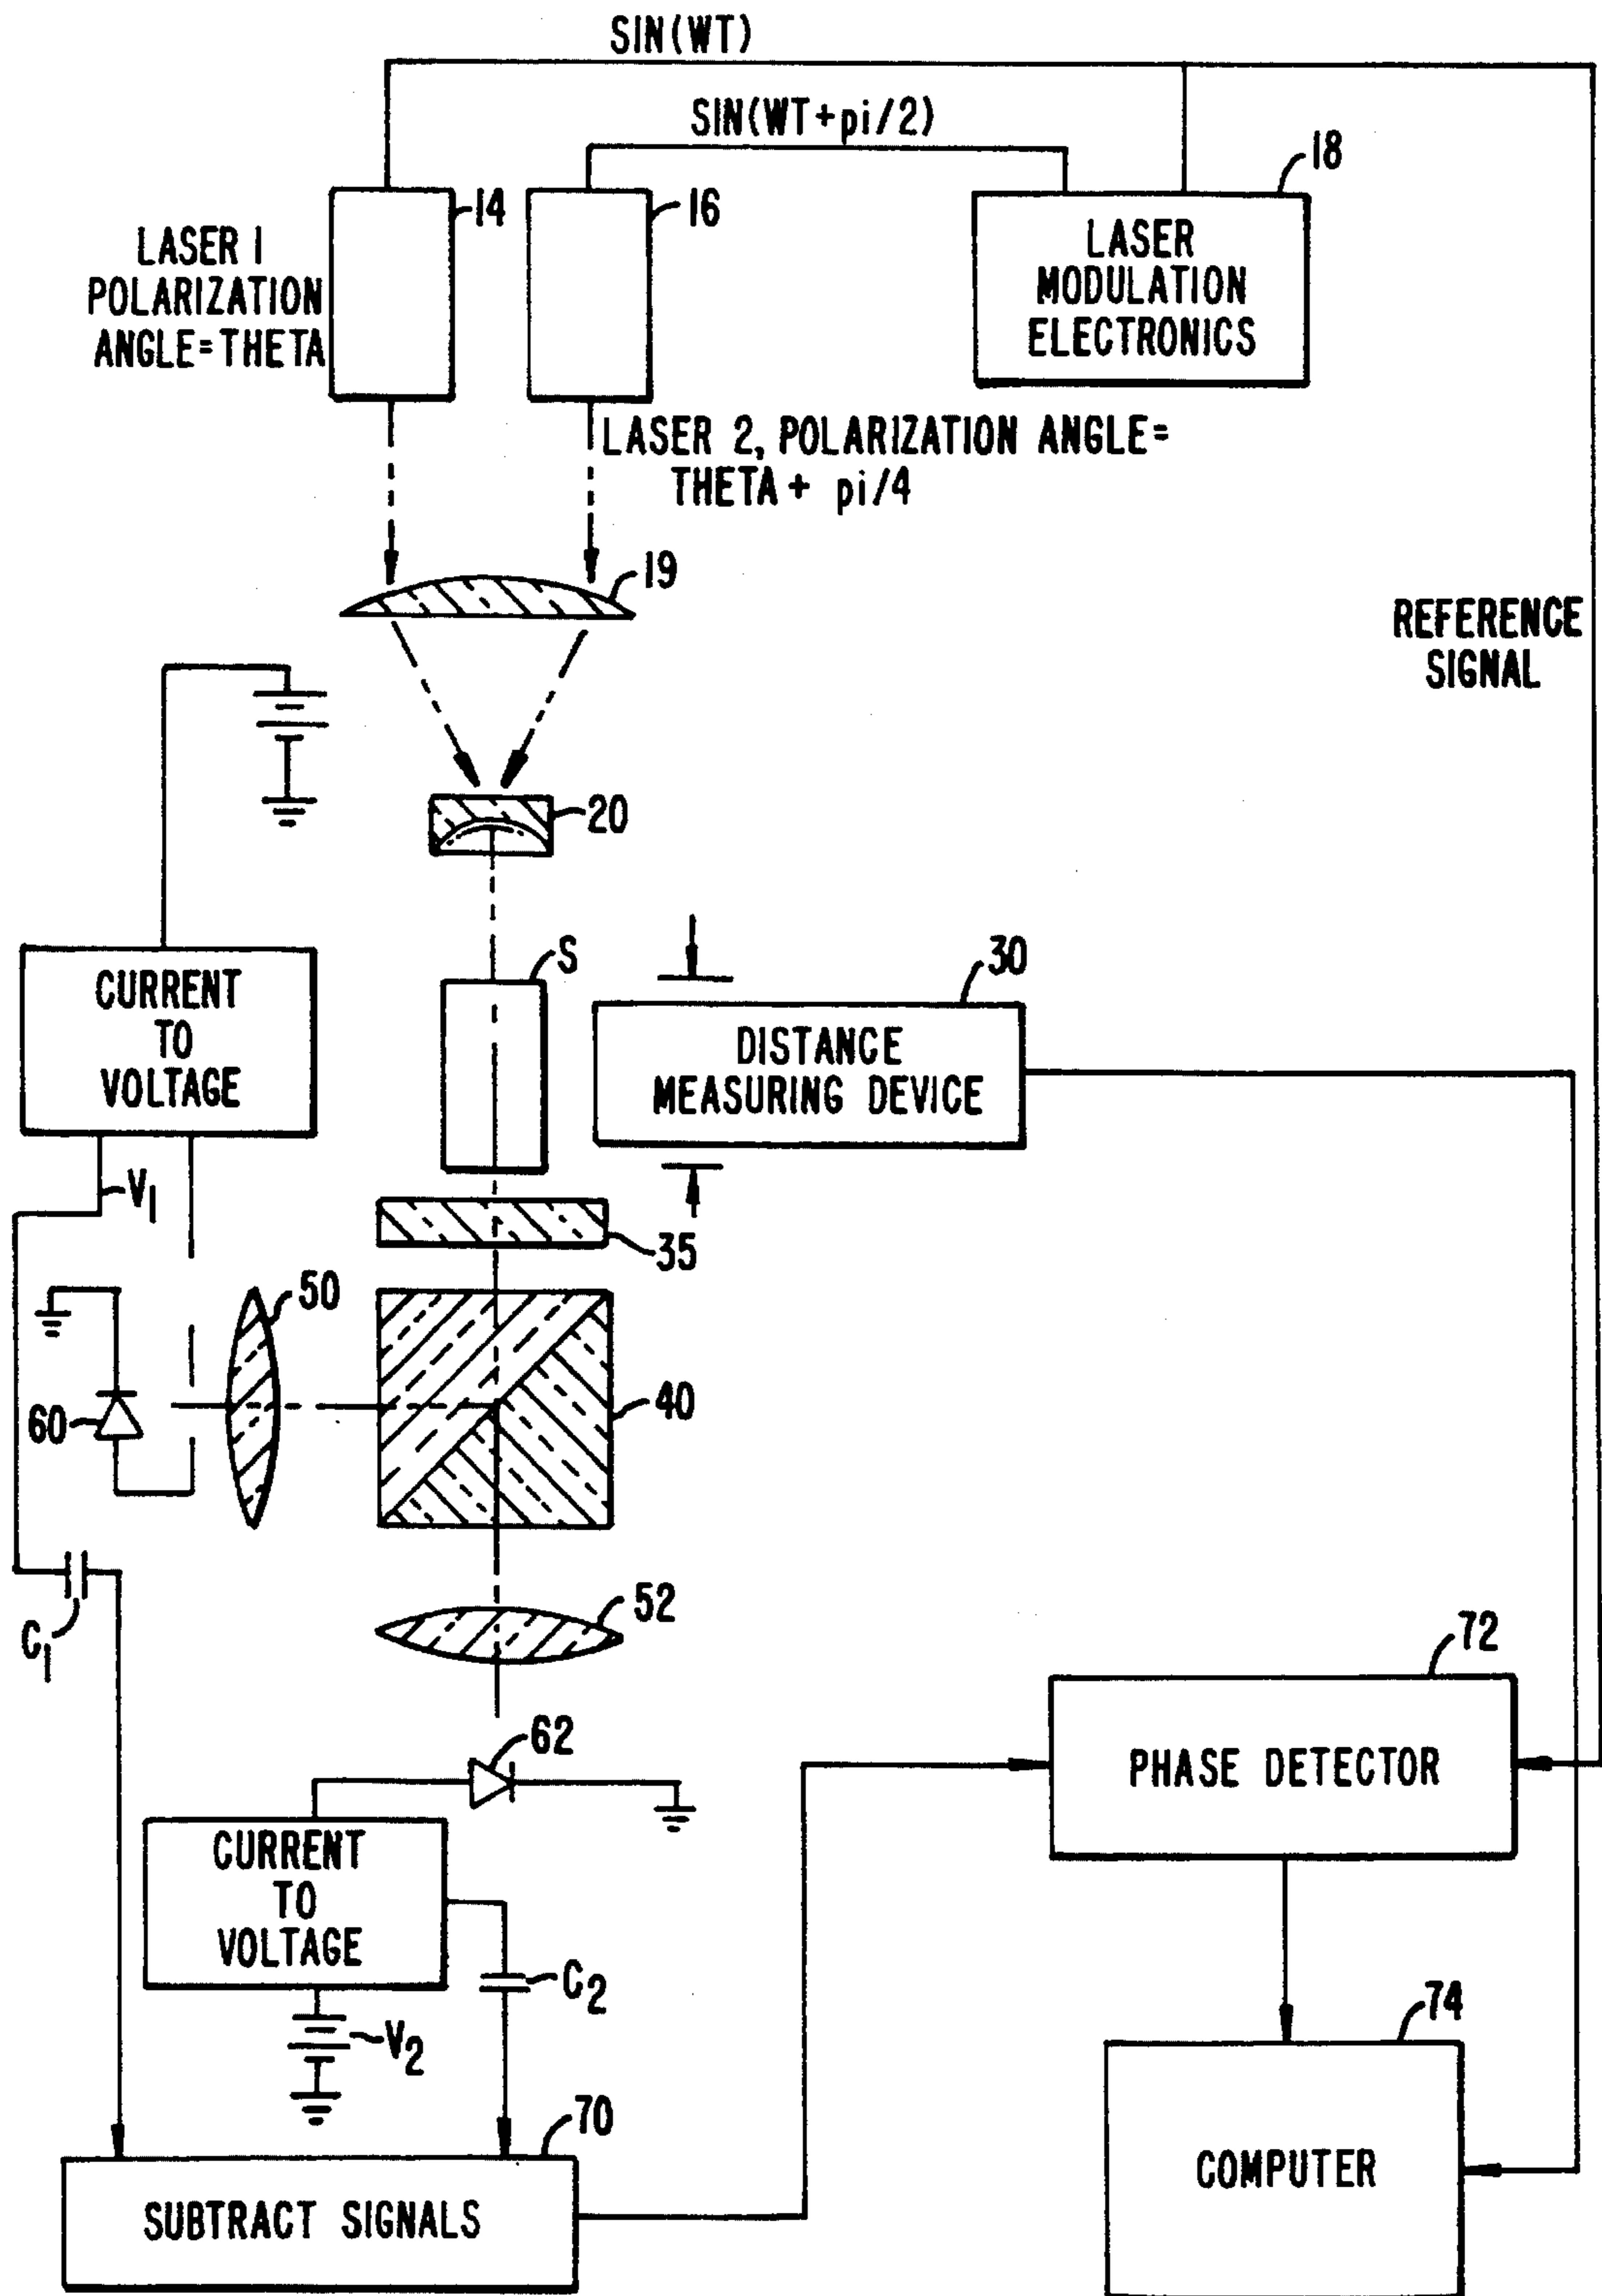 SIN(WT)
SIN(WT+pi/2)
18
14
16
LASER 1
POLARIZATION
ANGLE=THETA
LASER
MODULATION
ELECTRONICS
LASER 2, POLARIZATION ANGLE=
THETA + pi/4
19
REFERENCE
SIGNAL
20
S
30
CURRENT
TO
VOLTAGE
DISTANCE
MEASURING DEVICE
V1
35
50
60
40
C1
52
72
62
PHASE DETECTOR
CURRENT
TO
VOLTAGE
C2
V2
74
70
COMPUTER
SUBTRACT SIGNALS